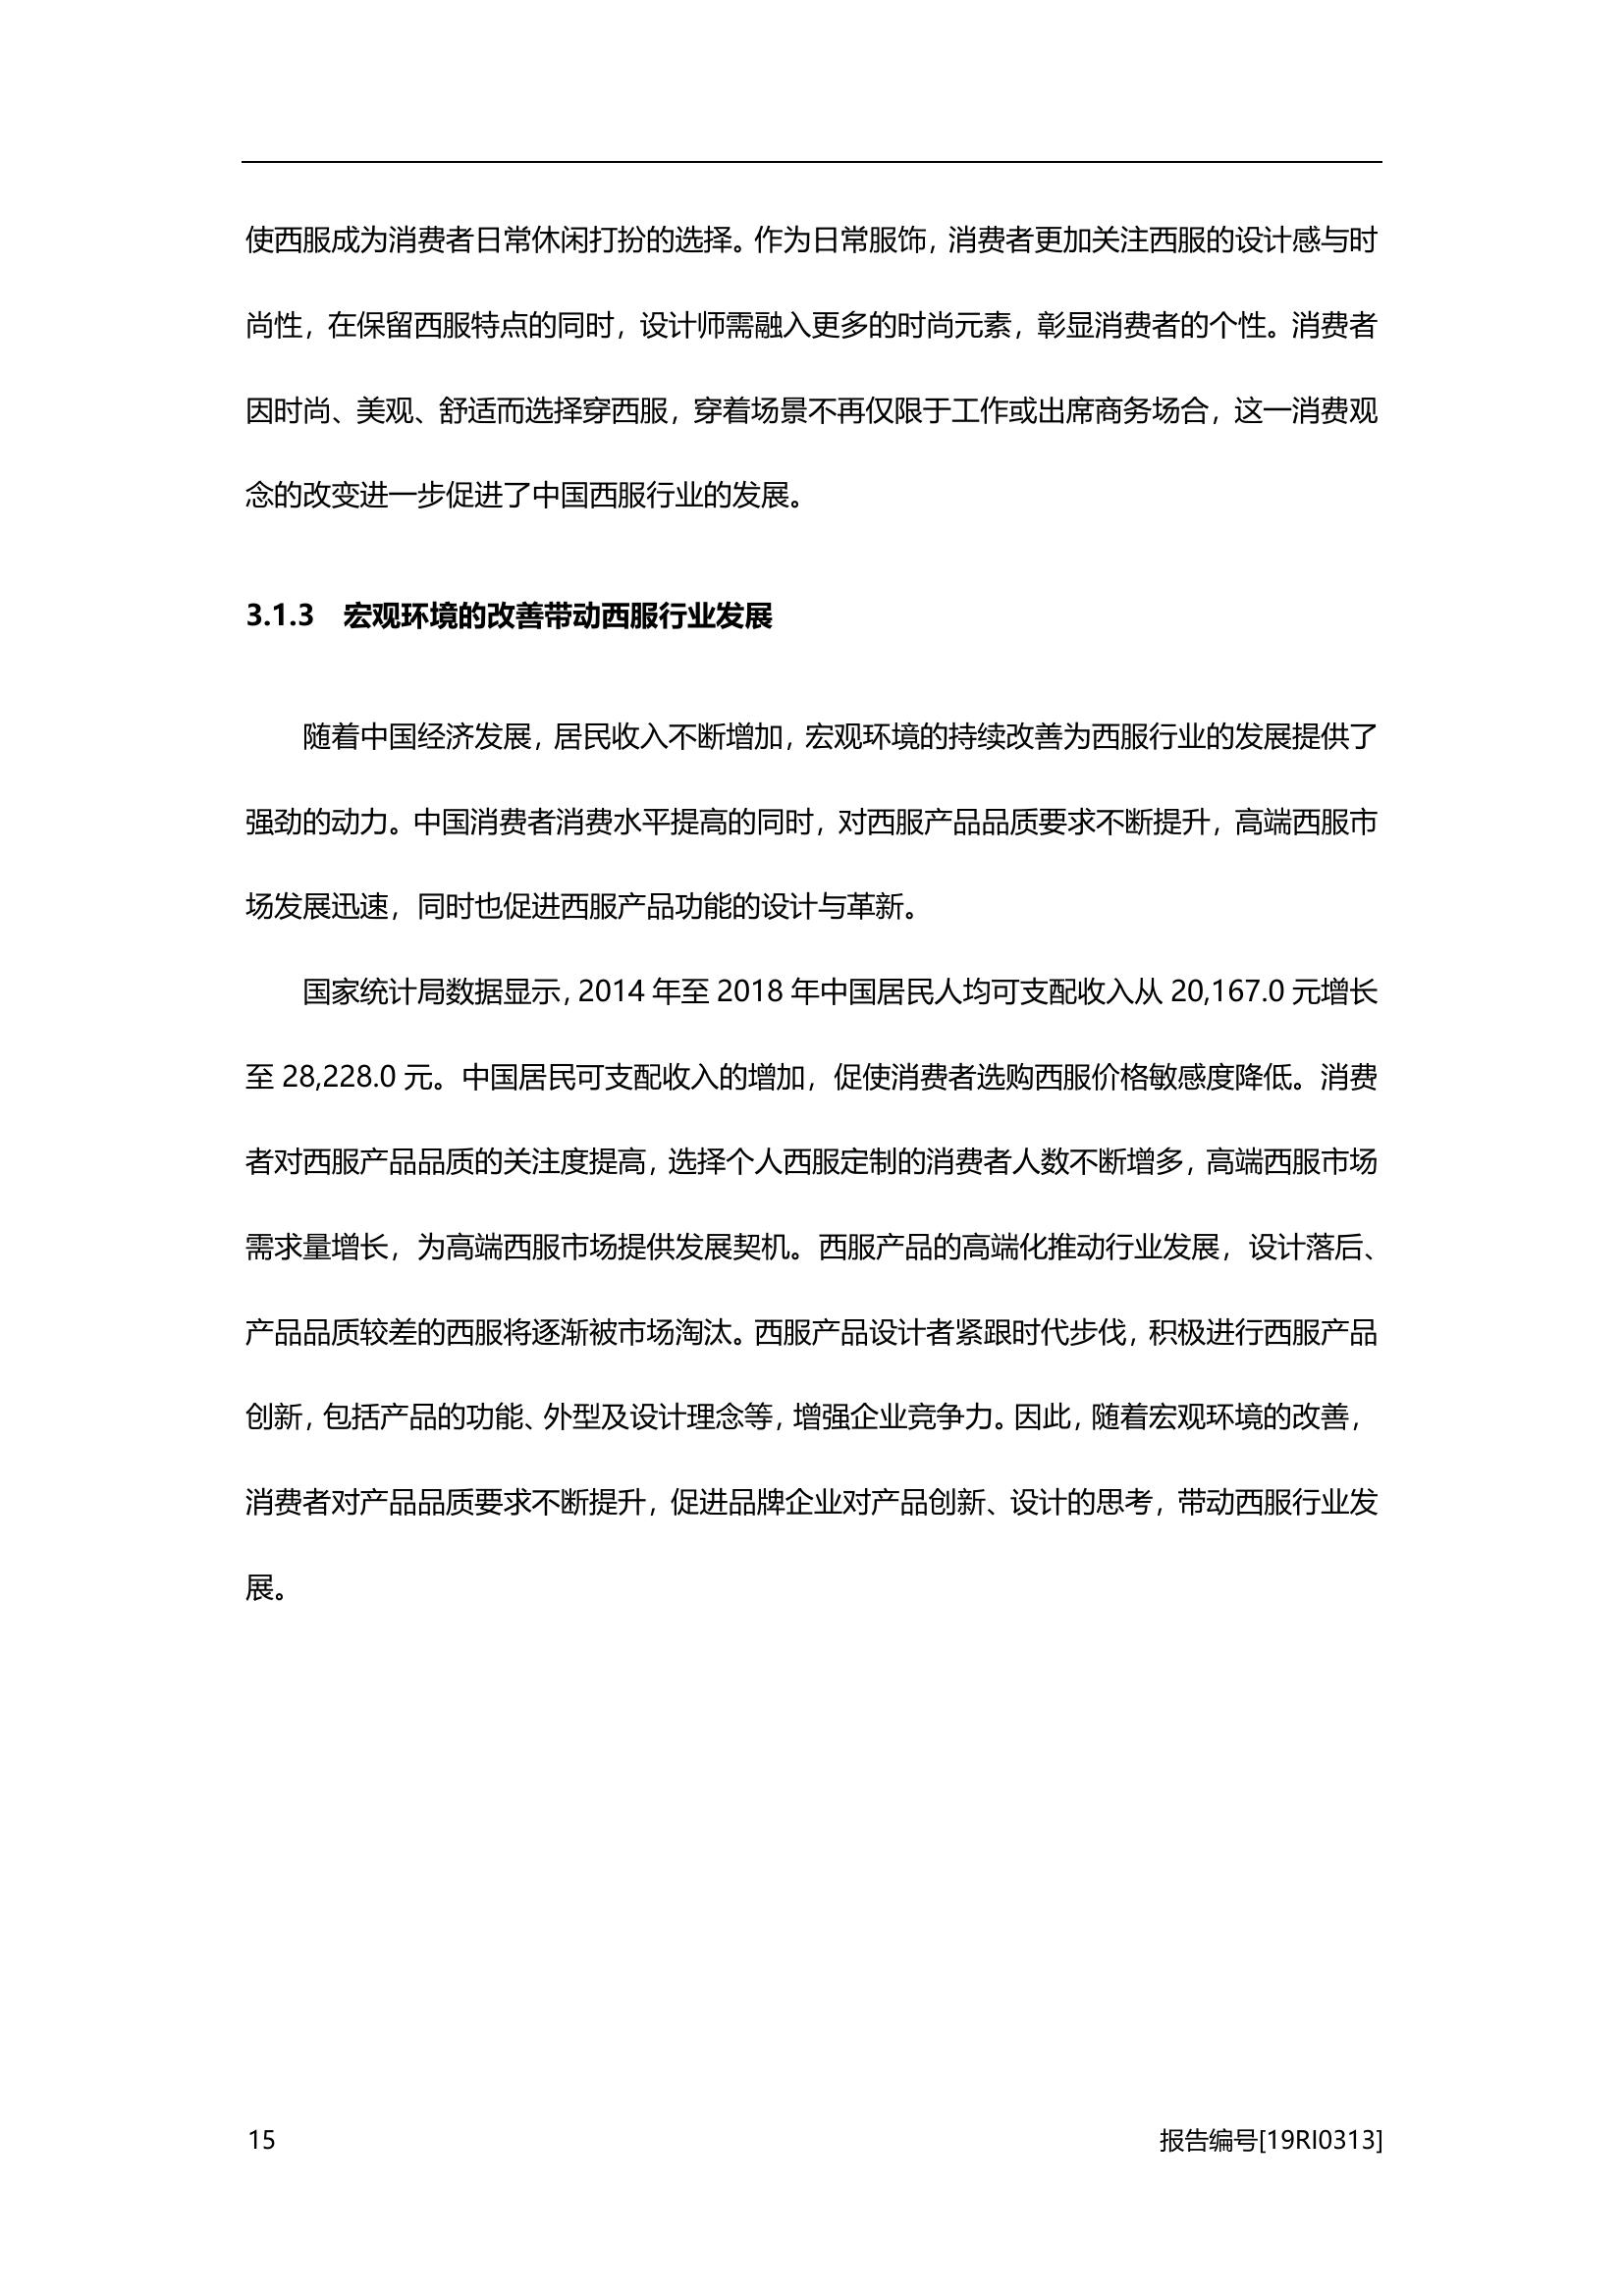 使西服成为消费者日常休闲打扮的选择。作为日常服饰，消费者更加关注西服的设计感与时
尚性，在保留西服特点的同时，设计师需融入更多的时尚元素，彰显消费者的个性。消费者
因时尚、美观、舒适而选择穿西服，穿着场景不再仅限于工作或出席商务场合，这一消费观
念的改变进一步促进了中国西服行业的发展。
3.1.3 宏观环境的改善带动西服行业发展
随着中国经济发展，居民收入不断增加，宏观环境的持续改善为西服行业的发展提供了
强劲的动力。中国消费者消费水平提高的同时，对西服产品品质要求不断提升，高端西服市
场发展迅速，同时也促进西服产品功能的设计与革新。
国家统计局数据显示，2014 年至 2018 年中国居民人均可支配收入从 20,167.0 元增长
至 28,228.0 元。中国居民可支配收入的增加，促使消费者选购西服价格敏感度降低。消费
者对西服产品品质的关注度提高，选择个人西服定制的消费者人数不断增多，高端西服市场
需求量增长，为高端西服市场提供发展契机。西服产品的高端化推动行业发展，设计落后、
产品品质较差的西服将逐渐被市场淘汰。西服产品设计者紧跟时代步伐，积极进行西服产品
创新，包括产品的功能、外型及设计理念等，增强企业竞争力。因此，随着宏观环境的改善，
消费者对产品品质要求不断提升，促进品牌企业对产品创新、设计的思考，带动西服行业发
展。
15 报告编号[19RI0313]